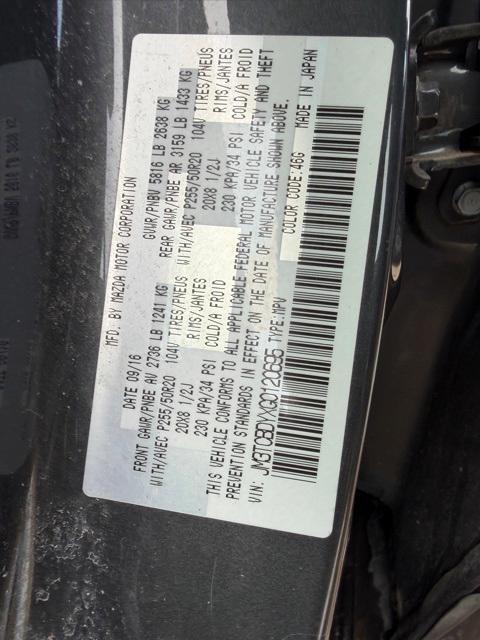 MFD. BY MAZDA MOTOR CORPORATION
DATE 09/16 GVWR/PNBV 5816 LB 2638 KG
FRONT GAWR/PNBE AV 2736 LB 1241 KG REAR GAWR/PNBE AR 3159 LB 1433 KG
WITH/AVEC P255/50R20 104V TIRES/PNEUS WITH/AVEC P255/50R20 104V TIRES/PNEUS
20X8 1/2J RIMS/JANTES 20X8 1/2J RIMS/JANTES
230 KPA/34 PSI COLD/A FROID 230 KPA/34 PSI COLD/A FROID
THIS VEHICLE CONFORMS TO ALL APPLICABLE FEDERAL MOTOR VEHICLE SAFETY AND THEFT
PREVENTION STANDARDS IN EFFECT ON THE DATE OF MANUFACTURE SHOWN ABOVE.
VIN: TYPE:MPV COLOR CODE:46G MADE IN JAPAN